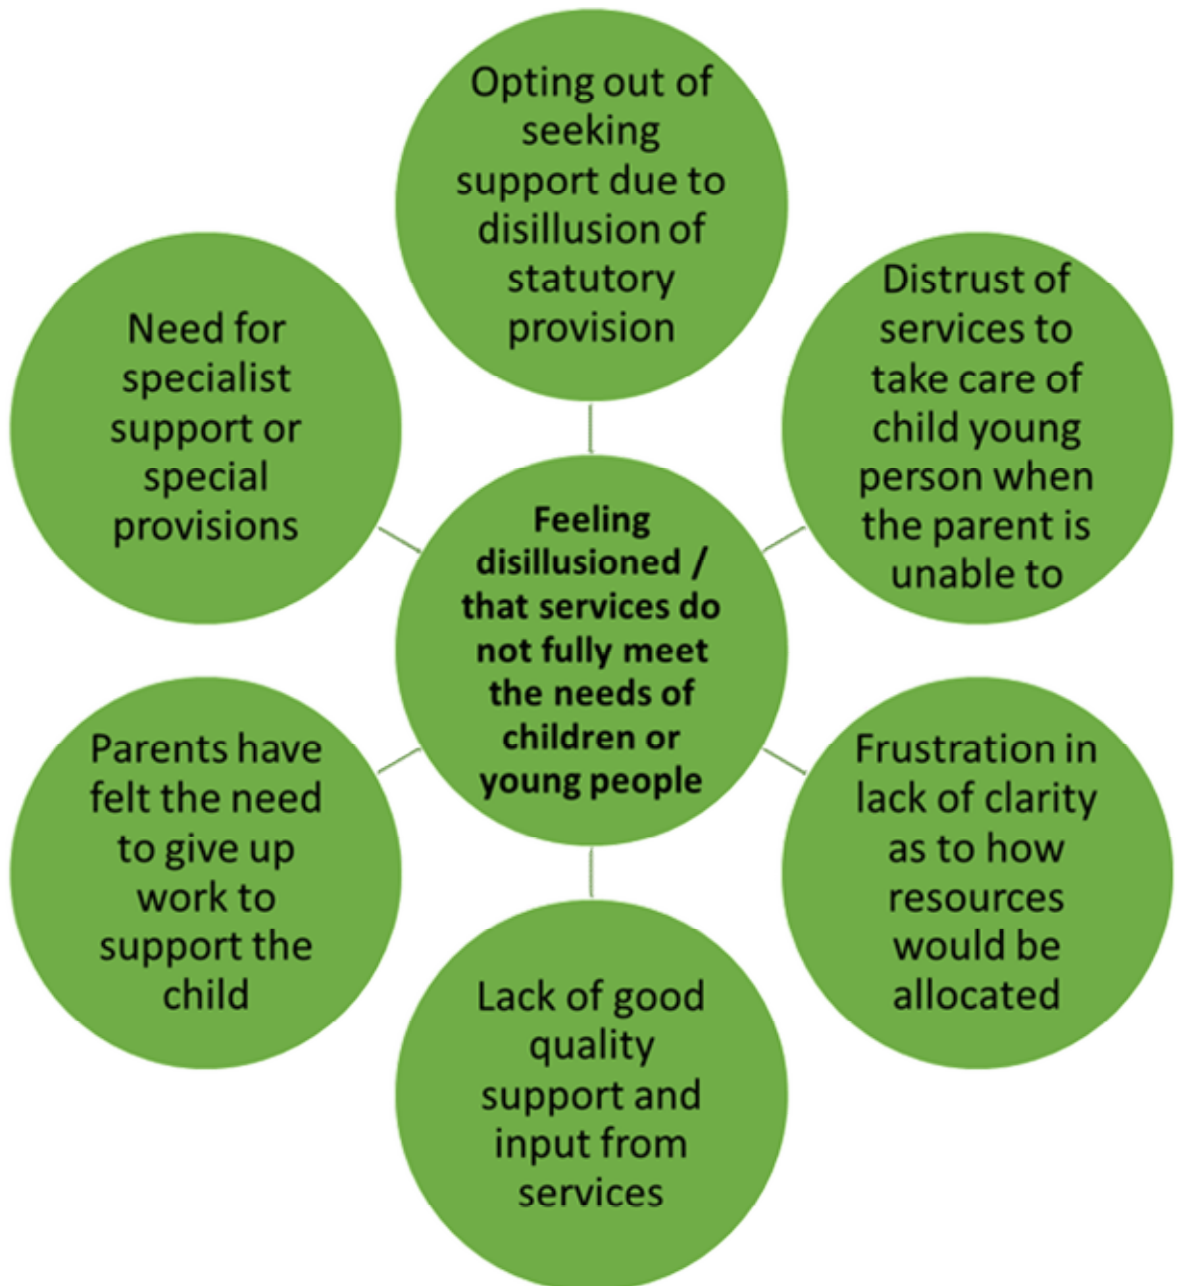 Opting out of
seeking
support due to
disillusion of
statutory
provision
Distrust of
services to
take care of
child young
person when
the parent is
unable to
Need for
specialist
support or
special
provisions
Feeling
disillusioned /
that services do
not fully meet
the needs of
children or
young people
Parents have
felt the need
to give up
work to
support the
child
Frustration in
lack of clarity
as to how
resources
would be
allocated
Lack of good
quality
support and
input from
services